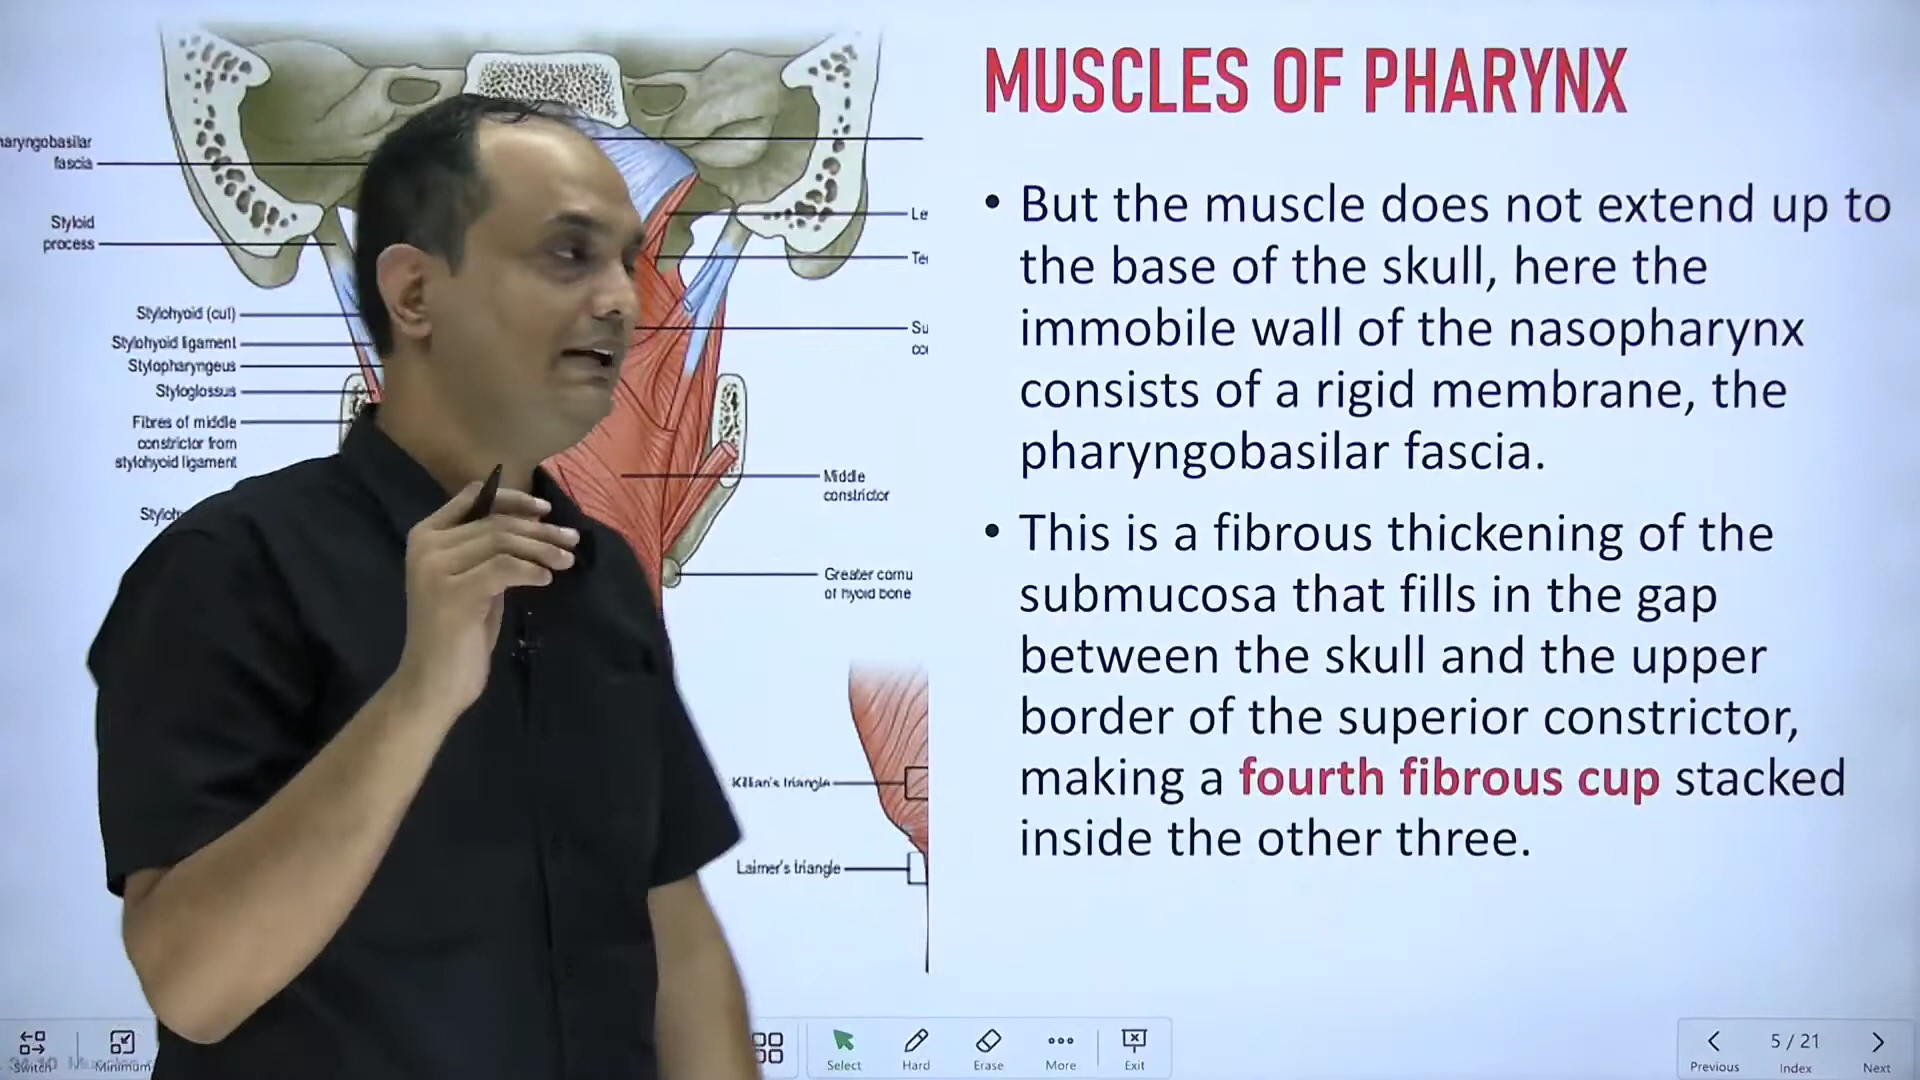 MUSCLES OF PHARYNX
• But the muscle does not extend up to
the base of the skull, here the
immobile wall of the nasopharynx
consists of a rigid membrane, the
pharyngobasilar fascia.
• This is a fibrous thickening of the
submucosa that fills in the gap
between the skull and the upper
border of the superior constrictor,
making a fourth fibrous cup stacked
inside the other three.
aryngobasilar
fascia
Styloid
process
Stylohyoid (cut)
Stylohyoid ligament
Stylopharyngeus
Styloglossus
Fibres of middle
constrictor from
stylohyoid ligament
Le
Su
Middle
constrictor
Greater cornu
of hyoid bone
Killian's triangle
Laimer's triangle
Switch
Minimum
Select
Hard
Erase
More
Exit
Previous
5 / 21
Index
Next